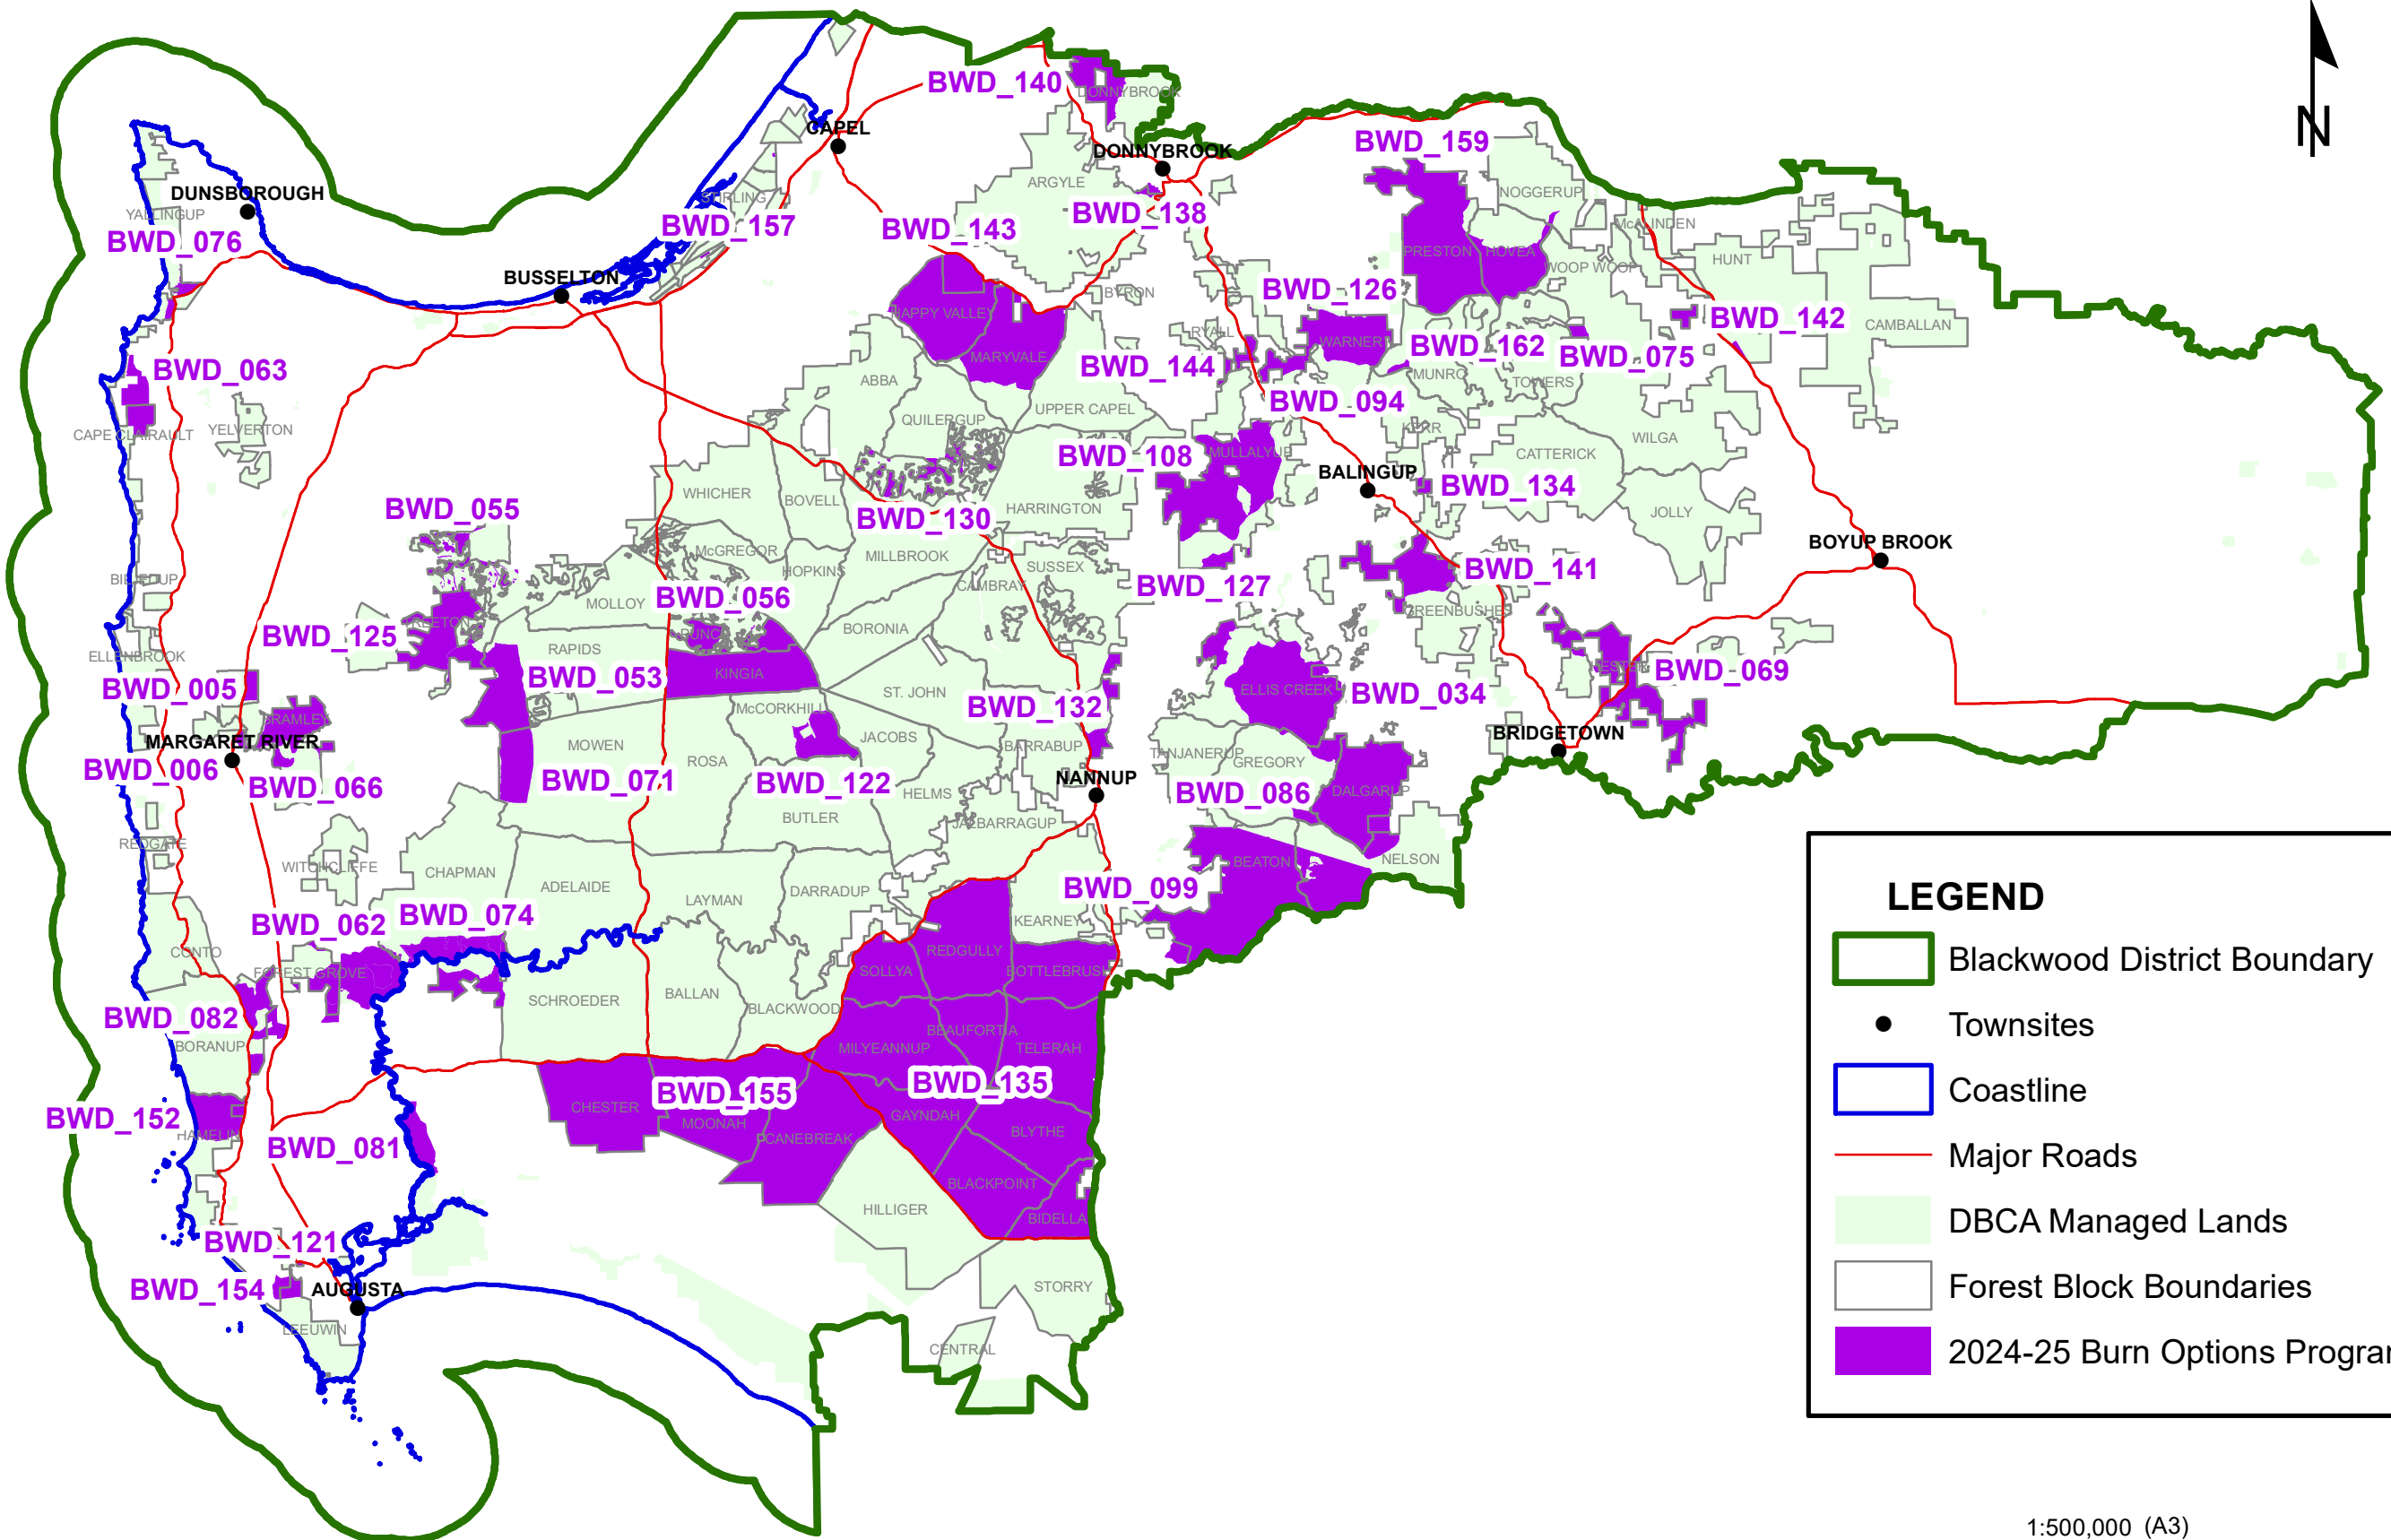 BWD_140
DONNYBROOK
N
CAPEL
BWD_159
DONNYBROOK
DUNSBOROUGH
ARGYLE
NOGGERUP
STIRLING
YALLINGUP
BWD_157
BWD_143
BWD_138
McALINDEN
BWD_076
PRESTON
HOVEA
HUNT
WOOP WOOP
BUSSELTON
BYRON
BWD_126
HAPPY VALLEY
RYALL
BWD_142
CAMBALLAN
WARNER
BWD_162
MARYVALE
BWD_075
BWD_063
BWD_144
MUNRO
ABBA
TOWERS
BWD_094
UPPER CAPEL
QUILERGUP
YELVERTON
CAPE CLAIRAULT
KERR
WILGA
BWD_108
MULLALYUP
CATTERICK
BALINGUP
BWD_134
WHICHER
BOVELL
BWD_055
HARRINGTON
JOLLY
BWD_130
BOYUP BROOK
McGREGOR
MILLBROOK
SUSSEX
BWD_141
HOPKINS
BWD_127
CAMBRAY
MOLLOY
BWD_056
GREENBUSHES
TREETON
BORONIA
BWD_125
RAPIDS
ELLENBROOK
HESTER
BWD_069
BWD_053
KINGIA
BWD_005
ST. JOHN
ELLIS CREEK
BWD_034
BWD_132
McCORKHILL
BRAMLEY
BRIDGETOWN
MARGARET RIVER
MOWEN
JACOBS
BARRABUP
TANJANERUP
GREGORY
BWD_006
ROSA
NANNUP
BWD_066
BWD_071
BWD_122
BWD_086
HELMS
DALGARUP
BUTLER
JALBARRAGUP
REDGATE
WITCHCLIFFE
CHAPMAN
BEATON
NELSON
ADELAIDE
LAYMAN
DARRADUP
BWD_099
BWD_062
BWD_074
KEARNEY
CONTO
FOREST GROVE
REDGULLY
SOLLYA
BOTTLEBRUSH
SCHROEDER
BALLAN
BLACKWOOD
BWD_082
BEAUFORTIA
BORANUP
MILYEANNUP
TELERAH
BWD_155
BWD_135
CHESTER
BWD_152
MOONAH
GAYNDAH
HAMELIN
CANEBREAK
BLYTHE
BWD_081
BLACKPOINT
HILLIGER
BIDELLA
BWD_121
BWD_154
AUGUSTA
STORRY
LEEUWIN
CENTRAL
LEGEND
Blackwood District Boundary
Townsites
Coastline
Major Roads
DBCA Managed Lands
Forest Block Boundaries
2024-25 Burn Options Program
1:500,000 (A3)